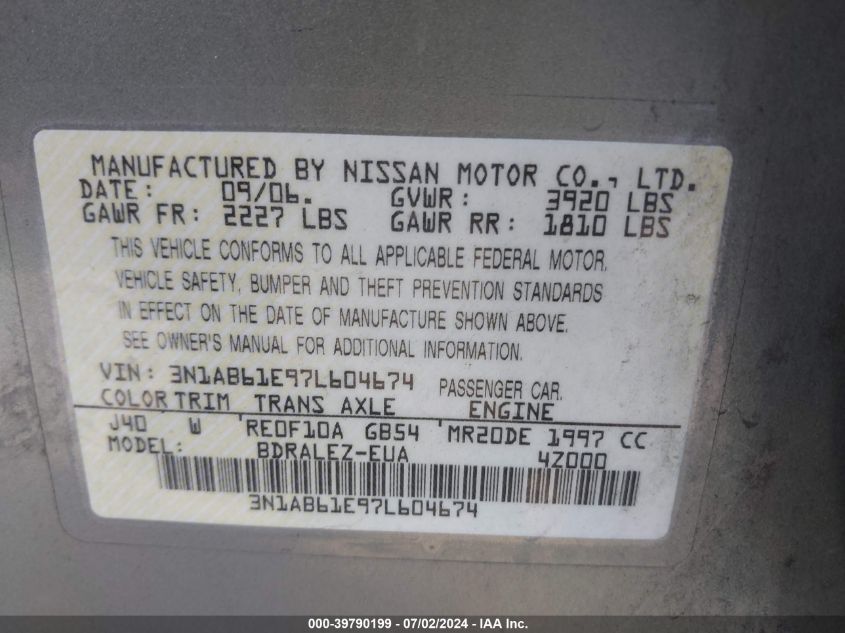 MANUFACTURED BY NISSAN MOTOR CO., LTD.
DATE: 09/06. GVWR: 3920 LBS
GAWR FR: 2227 LBS GAWR RR: 1810 LBS
THIS VEHICLE CONFORMS TO ALL APPLICABLE FEDERAL MOTOR,
VEHICLE SAFETY, BUMPER AND THEFT PREVENTION STANDARDS
IN EFFECT ON THE DATE OF MANUFACTURE SHOWN ABOVE.
SEE OWNER'S MANUAL FOR ADDITIONAL INFORMATION.
VIN: 3N1AB61E97L604674 PASSENGER CAR.
COLOR TRIM TRANS AXLE ENGINE
J40 W 'RE0F10A GB54 'MR20DE 1997 CC
MODEL: BDRALEZ-EUA 4Z000
3N1AB61E97L604674
000-39790199 - 07/02/2024 - IAA Inc.